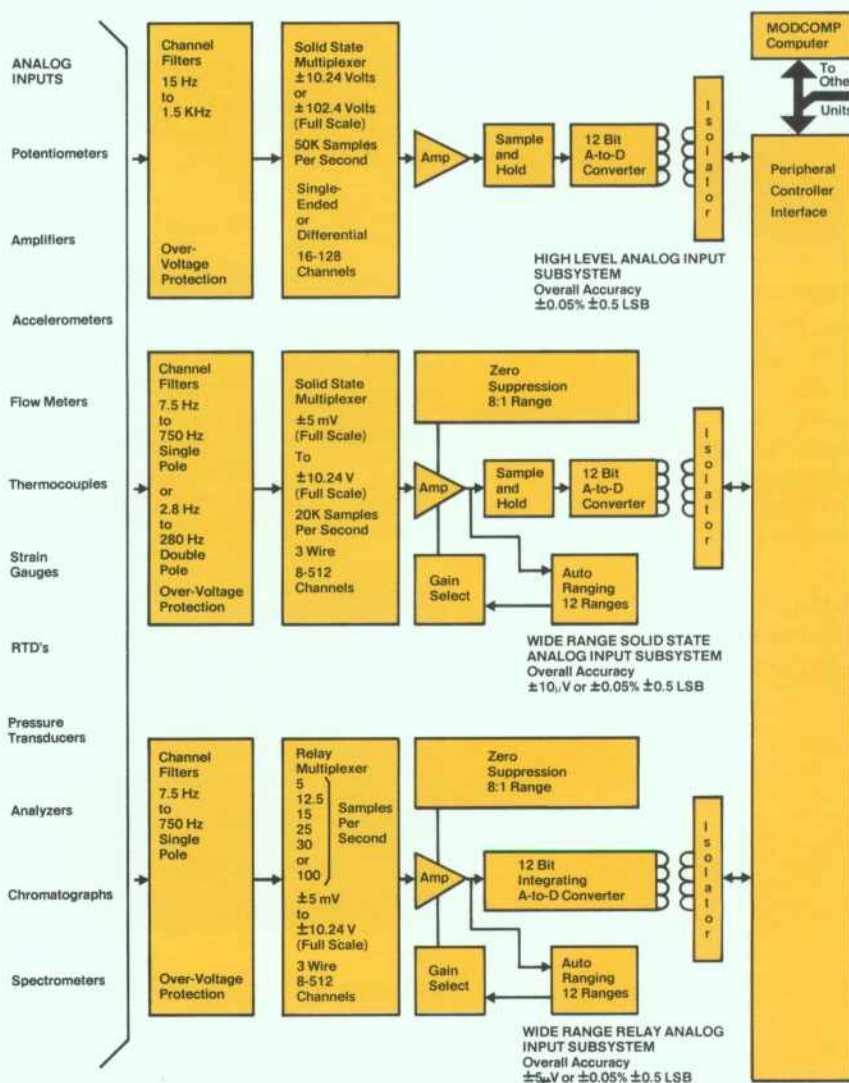 ANALOG
INPUTS
Potentiometers
Amplifiers
Accelerometers
Flow Meters
Thermocouples
Strain
Gauges
RTD's
Pressure
Transducers
Analyzers
Chromatographs
Spectrometers
Channel
Filters
15 Hz
to
1.5 KHz
Over-
Voltage
Protection
Solid State
Multiplexer
±10.24 Volts
or
±102.4 Volts
(Full Scale)
50K Samples
Per Second
Single-
Ended
or
Differential
16-128
Channels
Amp
Sample
and
Hold
12 Bit
A-to-D
Converter
Isolator
HIGH LEVEL ANALOG INPUT
SUBSYSTEM
Overall Accuracy
±0.05% ±0.5 LSB
MODCOMP
Computer
To
Othe
Units
Peripheral
Controller
Interface
Channel
Filters
7.5 Hz
to
750 Hz
Single
Pole
or
2.8 Hz
to
280 Hz
Double
Pole
Over-Voltage
Protection
Solid State
Multiplexer
±5 mV
(Full Scale)
To
±10.24 V
(Full Scale)
20K Samples
Per Second
3 Wire
8-512
Channels
Zero
Suppression
8:1 Range
Amp
Sample
and
Hold
12 Bit
A-to-D
Converter
Isolator
Gain
Select
Auto
Ranging
12 Ranges
WIDE RANGE SOLID STATE
ANALOG INPUT SUBSYSTEM
Overall Accuracy
±10μV or ±0.05% ±0.5 LSB
Channel
Filters
7.5 Hz
to
750 Hz
Single
Pole
Over-Voltage
Protection
Relay
Multiplexer
5
12.5
15
25
30
or
100
Samples
Per
Second
±5 mV
to
±10.24 V
(Full Scale)
3 Wire
8-512
Channels
Zero
Suppression
8:1 Range
Amp
12 Bit
Integrating
A-to-D Converter
Isolator
Gain
Select
Auto
Ranging
12 Ranges
WIDE RANGE RELAY ANALOG
INPUT SUBSYSTEM
Overall Accuracy
±5μV or ±0.05% ±0.5 LSB